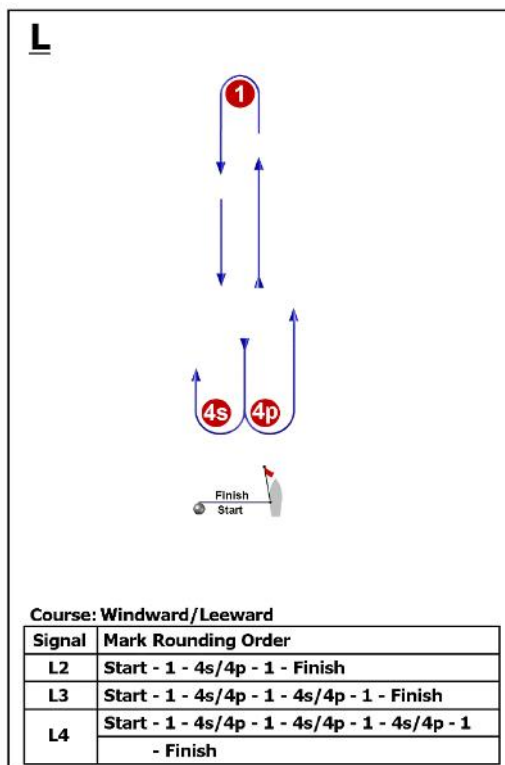 L
1
4s 4p
Finish
Start
Course: Windward/Leeward
Signal Mark Rounding Order
L2 Start - 1 - 4s/4p - 1 - Finish
L3 Start - 1 - 4s/4p - 1 - 4s/4p - 1 - Finish
L4 Start - 1 - 4s/4p - 1 - 4s/4p - 1 - 4s/4p - 1
- Finish